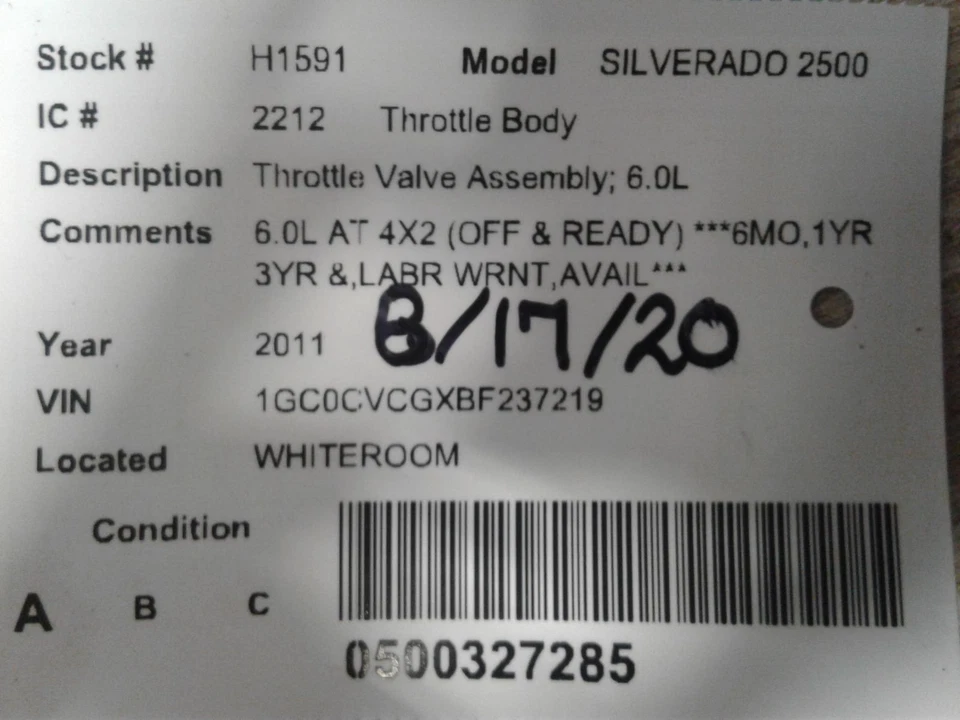 Stock # H1591 Model SILVERADO 2500
IC # 2212 Throttle Body
Description Throttle Valve Assembly; 6.0L
Comments 6.0L AT 4X2 (OFF & READY) ***6MO,1YR
3YR &,LABR WRNT,AVAIL***
8/17/20
Year 2011
VIN 1GC0CVCGXBF237219
Located WHITEROOM
Condition
A B C
0500327285